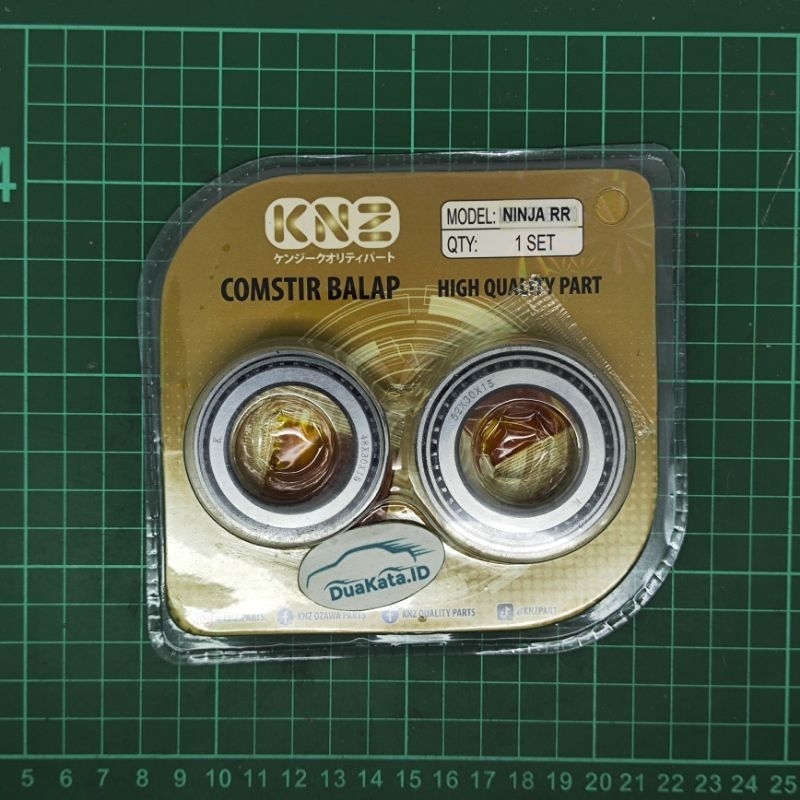 KNZ
ケンジークオリティパート
MODEL: NINJA RR
QTY: 1 SET
COMSTIR BALAP
HIGH QUALITY PART
K
48X30X15
52X30X15
K
DuaKata.ID
KNZ OZAWA PARTS
KNZ QUALITY PARTS
@KNZPART
4
5 6 7 8 9 10 11 12 13 14 15 16 17 18 19 20 21 22 23 24 25